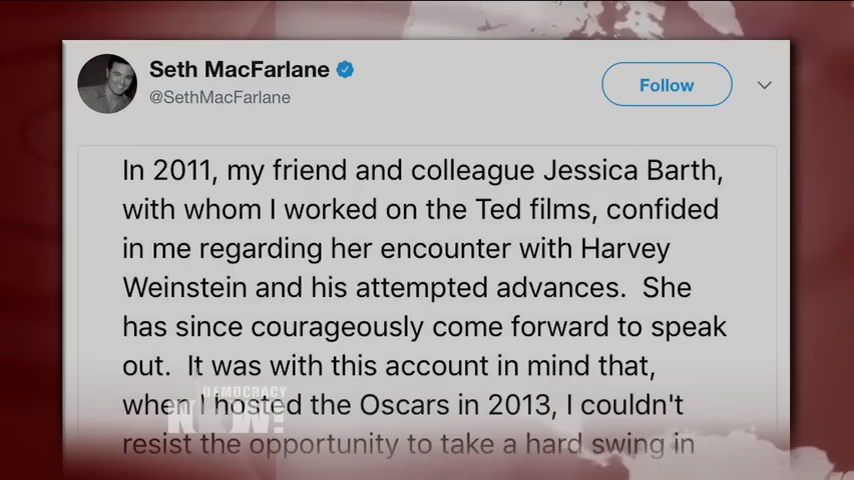 Seth MacFarlane
@SethMacFarlane
Follow
In 2011, my friend and colleague Jessica Barth,
with whom I worked on the Ted films, confided
in me regarding her encounter with Harvey
Weinstein and his attempted advances.  She
has since courageously come forward to speak
out.  It was with this account in mind that,
when I hosted the Oscars in 2013, I couldn't
resist the opportunity to take a hard swing in
DEMOCRACY
NOW!